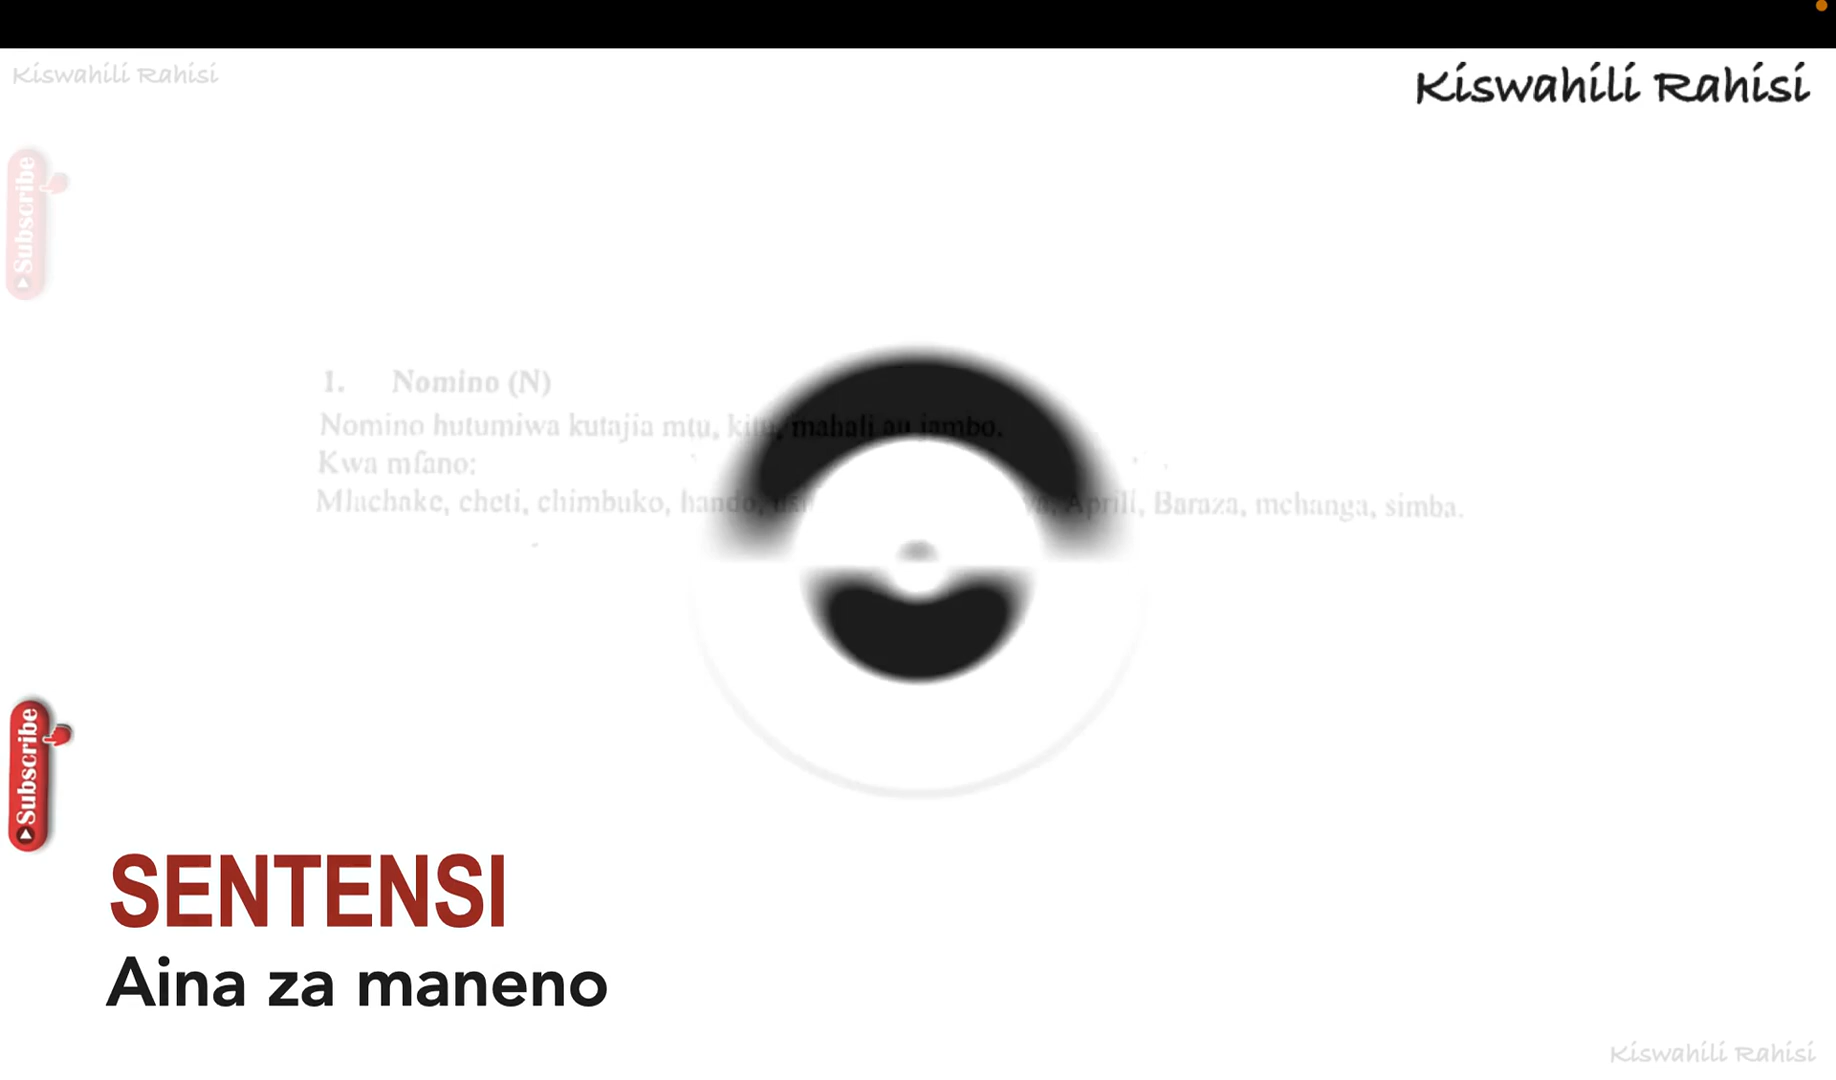 Kiswahili Rahisi
Kiswahili Rahisi
Subscribe
1. Nomino (N)
Nomino hutumiwa kutajia mtu, kitu, mahali au jambo.
Kwa mfano:
cheti, chimbuko, Aprili, Baraza, mchanga, simba.
Subscribe
SENTENSI
Aina za maneno
Kiswahili Rahisi